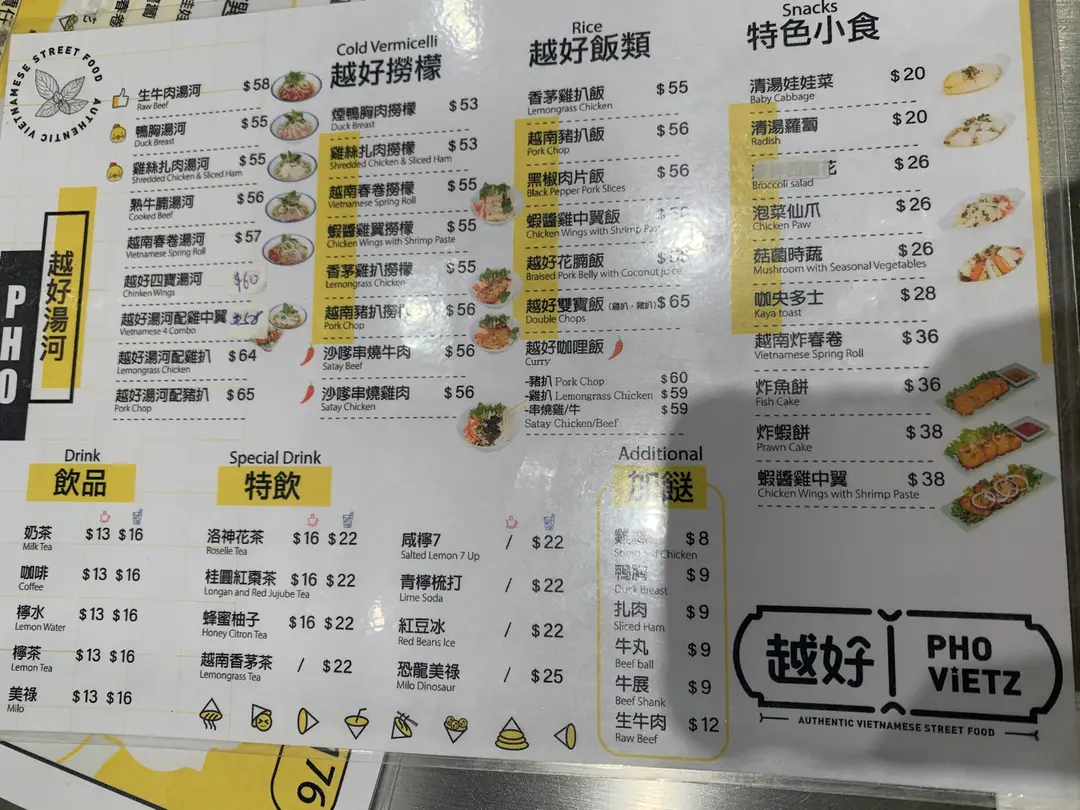 VIETNAMESE STREET FOOD
AUTHENTIC
越好湯河
PHO
生牛肉湯河 $58
Raw Beef
鴨胸湯河 $55
Duck Breast
雞絲扎肉湯河 $55
Shredded Chicken & Sliced Ham
熟牛腩湯河 $56
Cooked Beef
越南春卷湯河 $57
Vietnamese Spring Roll
越好四寶湯河 $60
Chinken Wings
越好湯河配雞中翼
Vietnamese 4 Combo
越好湯河配雞扒 $64
Lemongrass Chicken
越好湯河配豬扒 $65
Pork Chop
Cold Vermicelli
越好撈檬
煙鴨胸肉撈檬 $53
Duck Breast
雞絲扎肉撈檬 $53
Shredded Chicken & Sliced Ham
越南春卷撈檬 $55
Vietnamese Spring Roll
蝦醬雞翼撈檬 $55
Chicken Wings with Shrimp Paste
香茅雞扒撈檬 $55
Lemongrass Chicken
越南豬扒撈檬 $56
Pork Chop
沙嗲串燒牛肉 $56
Satay Beef
沙嗲串燒雞肉 $56
Satay Chicken
Rice
越好飯類
香茅雞扒飯 $55
Lemongrass Chicken
越南豬扒飯 $56
Pork Chop
黑椒肉片飯 $56
Black Pepper Pork Slices
蝦醬雞中翼飯
Chicken Wings with Shrimp Paste
越好花腩飯
Braised Pork Belly with Coconut Juice
越好雙寶飯 (雞扒、豬扒) $65
Double Chops
越好咖哩飯
Curry
-豬扒 Pork Chop $60
-雞扒 Lemongrass Chicken $59
-串燒雞/牛 $59
Satay Chicken/Beef
Snacks
特色小食
清湯娃娃菜 $20
Baby Cabbage
清湯蘿蔔 $20
Radish
花 $26
Broccoli salad
泡菜仙爪 $26
Chicken Paw
菇菌時蔬 $26
Mushroom with Seasonal Vegetables
咖央多士 $28
Kaya toast
越南炸春卷 $36
Vietnamese Spring Roll
炸魚餅 $36
Fish Cake
炸蝦餅 $38
Prawn Cake
蝦醬雞中翼 $38
Chicken Wings with Shrimp Paste
Drink
飲品
奶茶 $13 $16
Milk Tea
咖啡 $13 $16
Coffee
檸水 $13 $16
Lemon Water
檸茶 $13 $16
Lemon Tea
美祿 $13 $16
Milo
Special Drink
特飲
洛神花茶 $16 $22
Roselle Tea
桂圓紅棗茶 $16 $22
Longan and Red Jujube Tea
蜂蜜柚子 $16 $22
Honey Citron Tea
越南香茅茶 / $22
Lemongrass Tea
咸檸7 / $22
Salted Lemon 7 Up
青檸梳打 / $22
Lime Soda
紅豆冰 / $22
Red Beans Ice
恐龍美祿 / $25
Milo Dinosaur
Additional
加餸
雞絲 $8
Shredded Chicken
鴨胸 $9
Duck Breast
扎肉 $9
Sliced Ham
牛丸 $9
Beef ball
牛展 $9
Beef Shank
生牛肉 $12
Raw Beef
越好
PHO
ViETZ
AUTHENTIC VIETNAMESE STREET FOOD
176